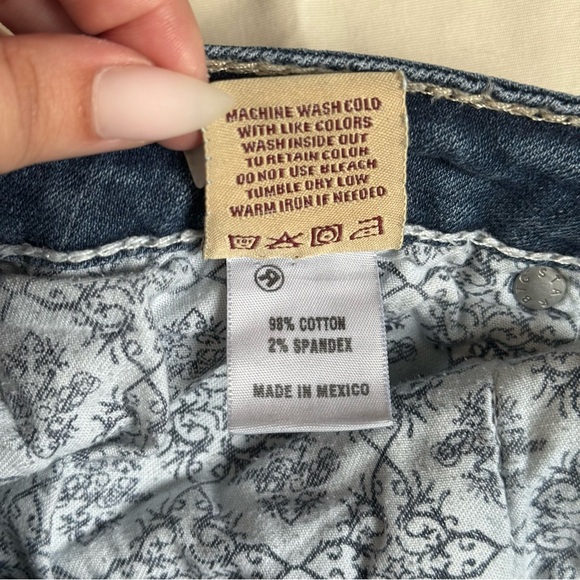 MACHINE WASH COLD
WITH LIKE COLORS
WASH INSIDE OUT
TO RETAIN COLOR
DO NOT USE BLEACH
TUMBLE DRY LOW
WARM IRON IF NEEDED
98% COTTON
2% SPANDEX
MADE IN MEXICO